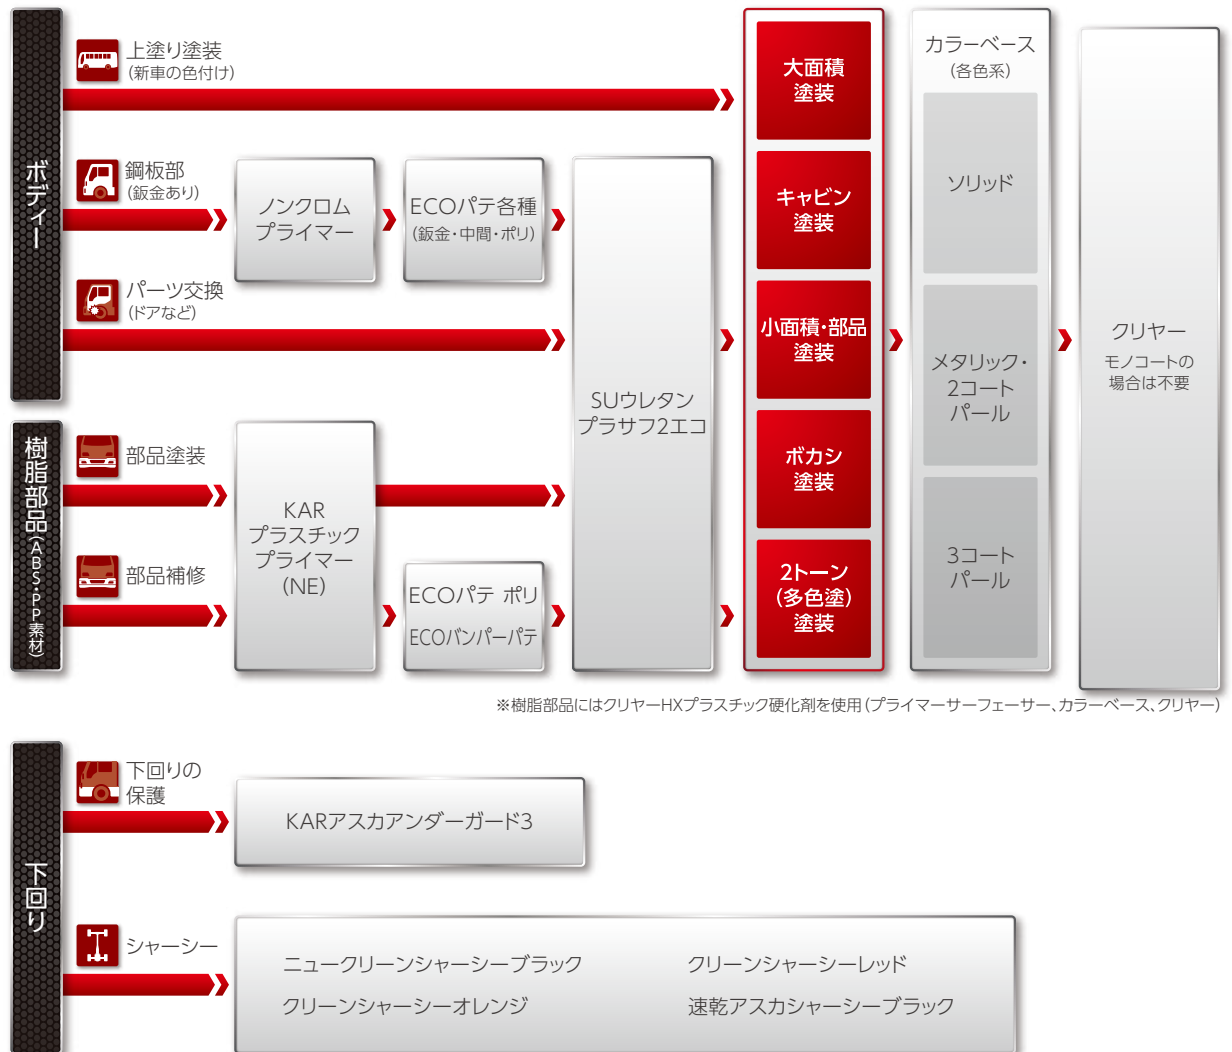 ボディー
上塗り塗装
(新車の色付け)
鋼板部
(鈑金あり)
ノンクロム
プライマー
ECOパテ各種
(鈑金・中間・ポリ)
パーツ交換
(ドアなど)
樹脂部品(ABS・PP素材)
部品塗装
部品補修
KAR
プラスチック
プライマー
(NE)
ECOパテ ポリ
ECOバンパーパテ
SUウレタン
プラサフ2エコ
大面積
塗装
キャビン
塗装
小面積・部品
塗装
ボカシ
塗装
2トーン
(多色塗)
塗装
カラーベース
(各色系)
ソリッド
メタリック・
2コート
パール
3コート
パール
クリヤー
モノコートの
場合は不要
※樹脂部品にはクリヤーHXプラスチック硬化剤を使用(プライマーサーフェーサー、カラーベース、クリヤー)
下回り
下回りの
保護
KARアスカアンダーガード3
シャーシー
ニュークリーンシャーシーブラック
クリーンシャーシーレッド
クリーンシャーシーオレンジ
速乾アスカシャーシーブラック